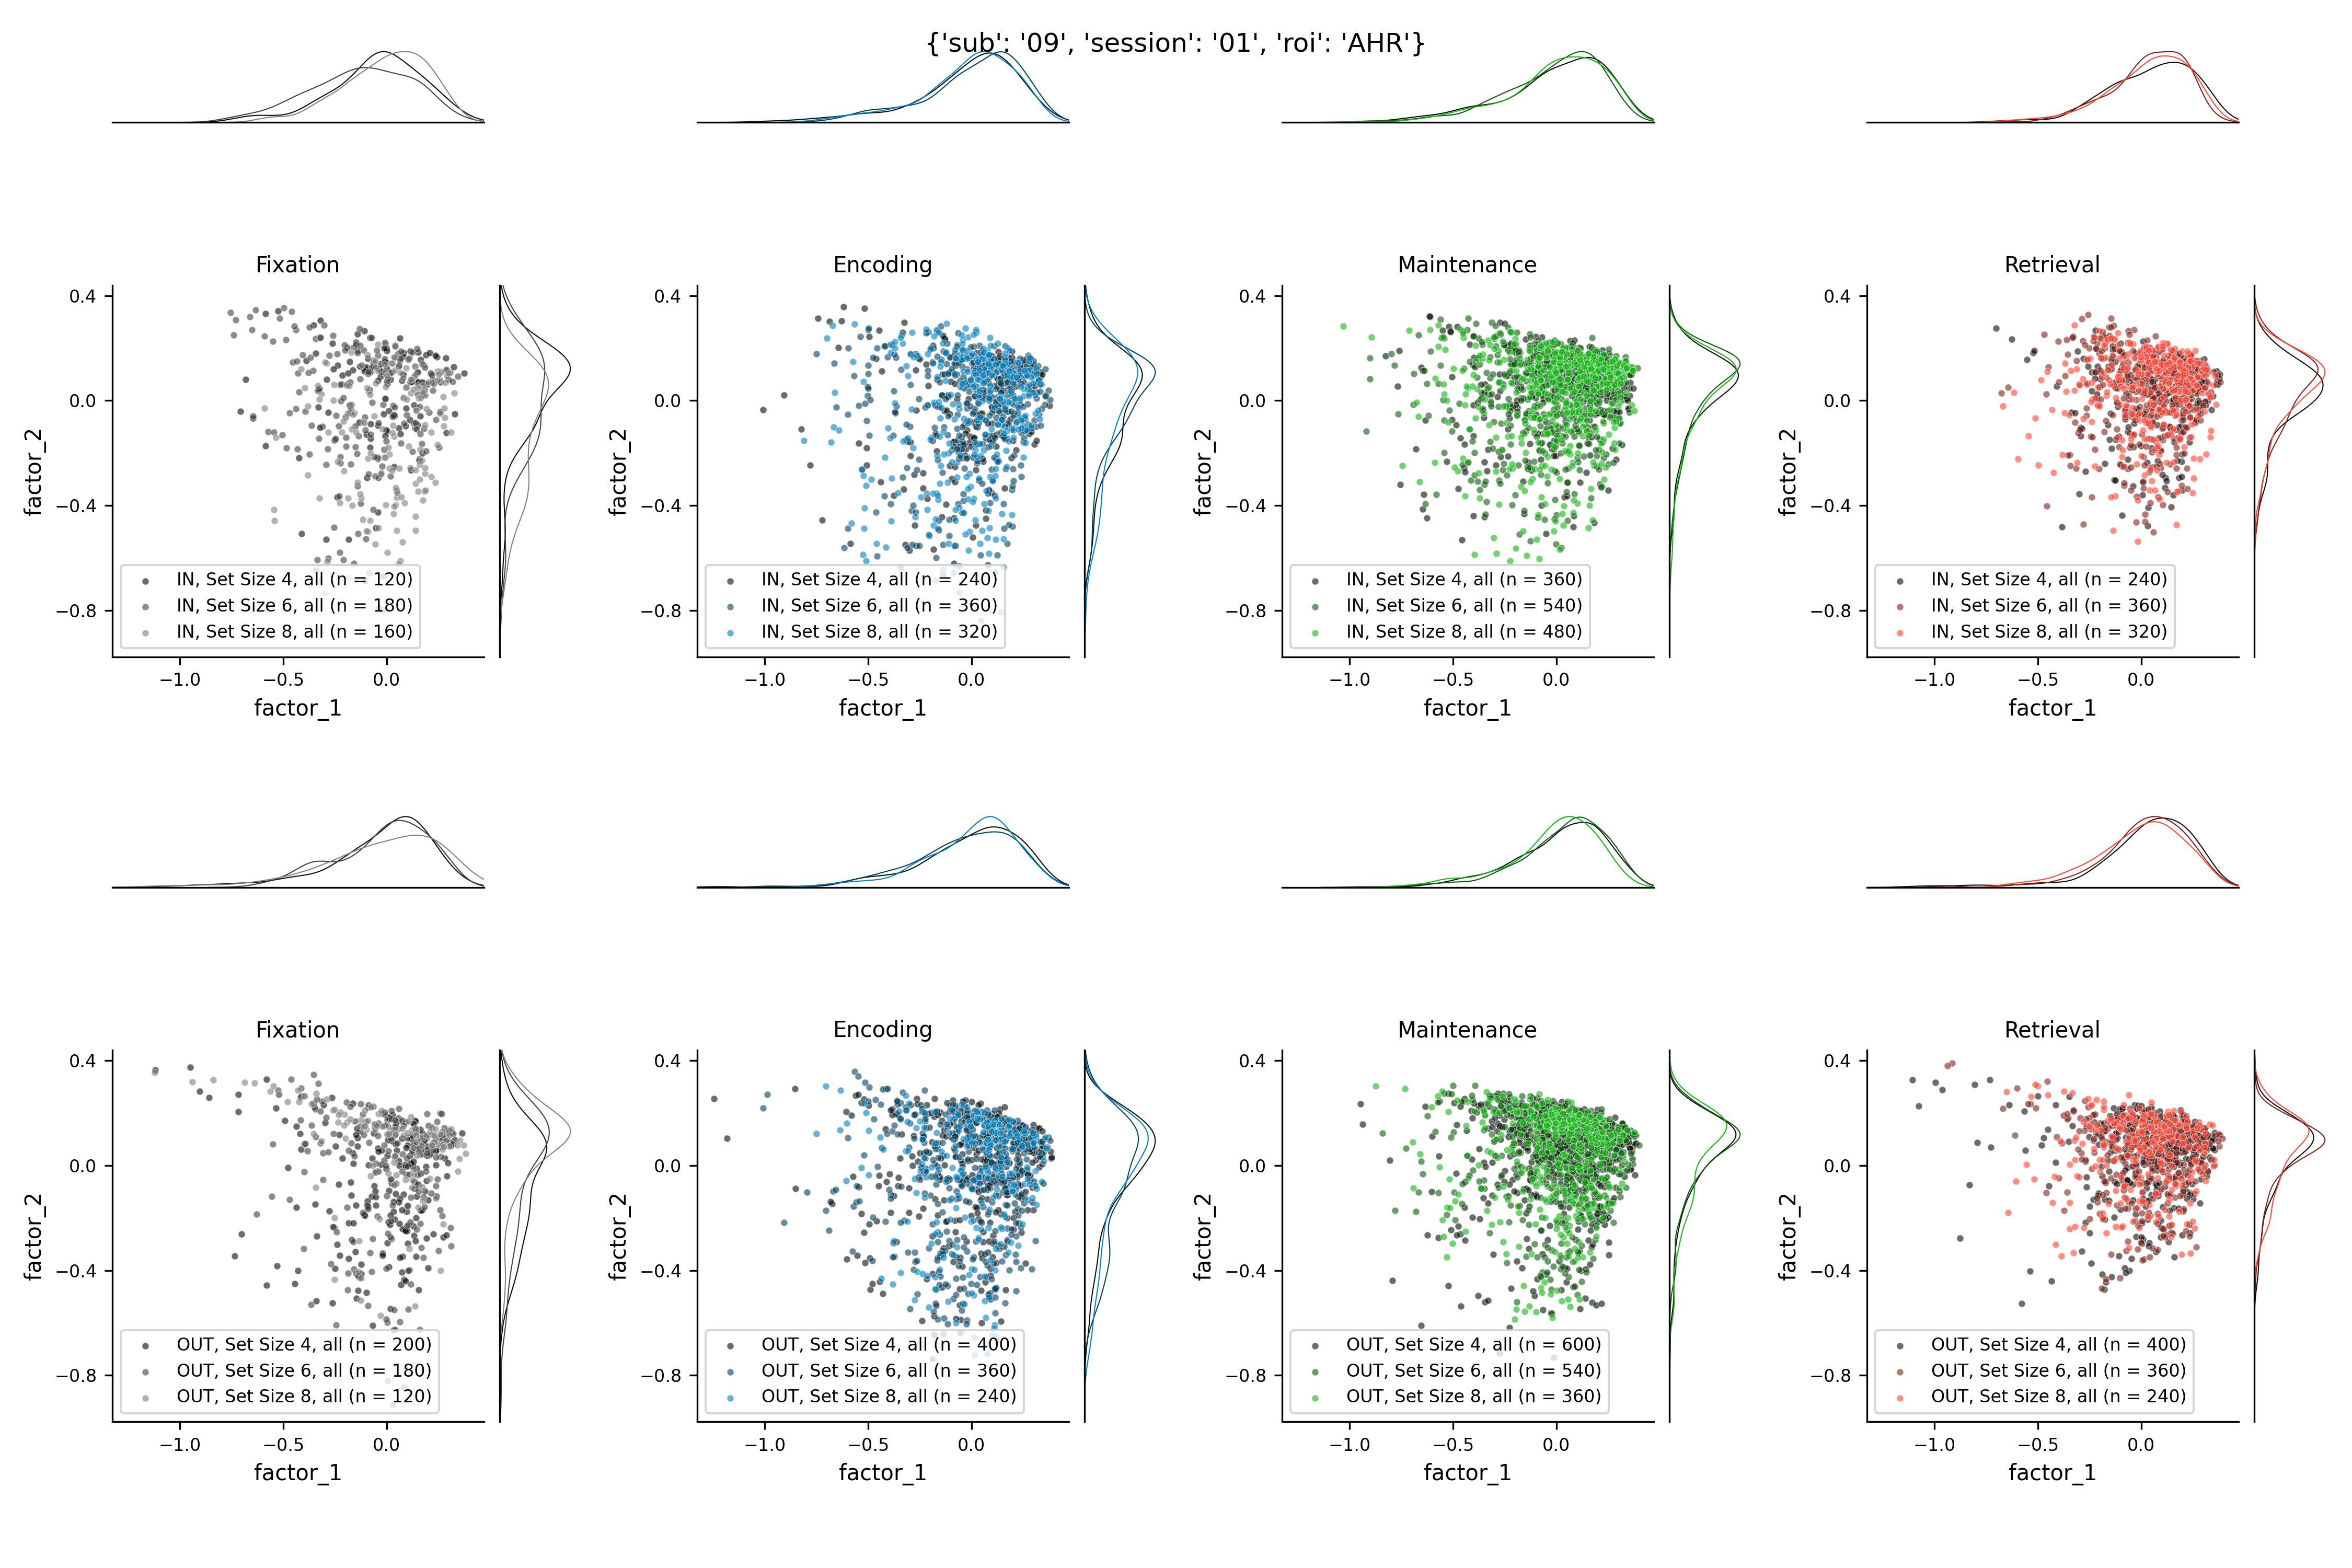 {'sub': '09', 'session': '01', 'roi': 'AHR'}
Fixation
0.4
0.0
−0.4
−0.8
factor_2
IN, Set Size 4, all (n = 120)
IN, Set Size 6, all (n = 180)
IN, Set Size 8, all (n = 160)
−1.0
−0.5
0.0
factor_1
Encoding
0.4
0.0
−0.4
−0.8
factor_2
IN, Set Size 4, all (n = 240)
IN, Set Size 6, all (n = 360)
IN, Set Size 8, all (n = 320)
−1.0
−0.5
0.0
factor_1
Maintenance
0.4
0.0
−0.4
−0.8
factor_2
IN, Set Size 4, all (n = 360)
IN, Set Size 6, all (n = 540)
IN, Set Size 8, all (n = 480)
−1.0
−0.5
0.0
factor_1
Retrieval
0.4
0.0
−0.4
−0.8
factor_2
IN, Set Size 4, all (n = 240)
IN, Set Size 6, all (n = 360)
IN, Set Size 8, all (n = 320)
−1.0
−0.5
0.0
factor_1
Fixation
0.4
0.0
−0.4
−0.8
factor_2
OUT, Set Size 4, all (n = 200)
OUT, Set Size 6, all (n = 180)
OUT, Set Size 8, all (n = 120)
−1.0
−0.5
0.0
factor_1
Encoding
0.4
0.0
−0.4
−0.8
factor_2
OUT, Set Size 4, all (n = 400)
OUT, Set Size 6, all (n = 360)
OUT, Set Size 8, all (n = 240)
−1.0
−0.5
0.0
factor_1
Maintenance
0.4
0.0
−0.4
−0.8
factor_2
OUT, Set Size 4, all (n = 600)
OUT, Set Size 6, all (n = 540)
OUT, Set Size 8, all (n = 360)
−1.0
−0.5
0.0
factor_1
Retrieval
0.4
0.0
−0.4
−0.8
factor_2
OUT, Set Size 4, all (n = 400)
OUT, Set Size 6, all (n = 360)
OUT, Set Size 8, all (n = 240)
−1.0
−0.5
0.0
factor_1